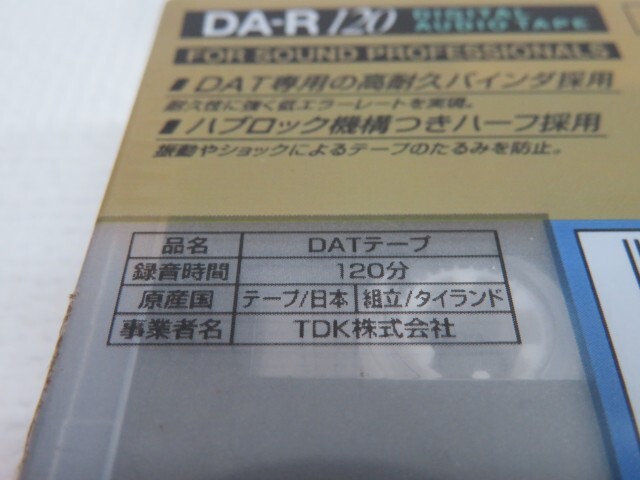 DA-R 120 DIGITAL AUDIO TAPE
FOR SOUND PROFESSIONALS
■ DAT専用の高耐久バインダ採用
耐久性に強く低エラーレートを実現。
■ ハブロック機構つきハーフ採用
振動やショックによるテープのたるみを防止。
品名 DATテープ
録音時間 120分
原産国 テープ/日本 組立/タイランド
事業者名 TDK株式会社